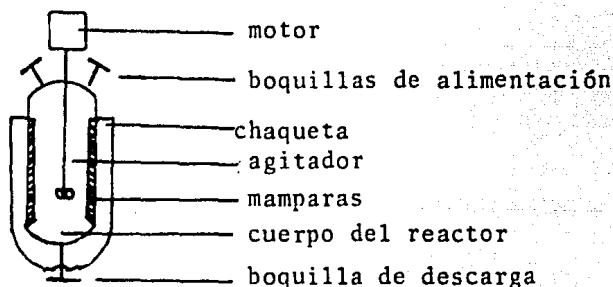 motor
boquillas de alimentación
chaqueta
agitador
mamparas
cuerpo del reactor
boquilla de descarga